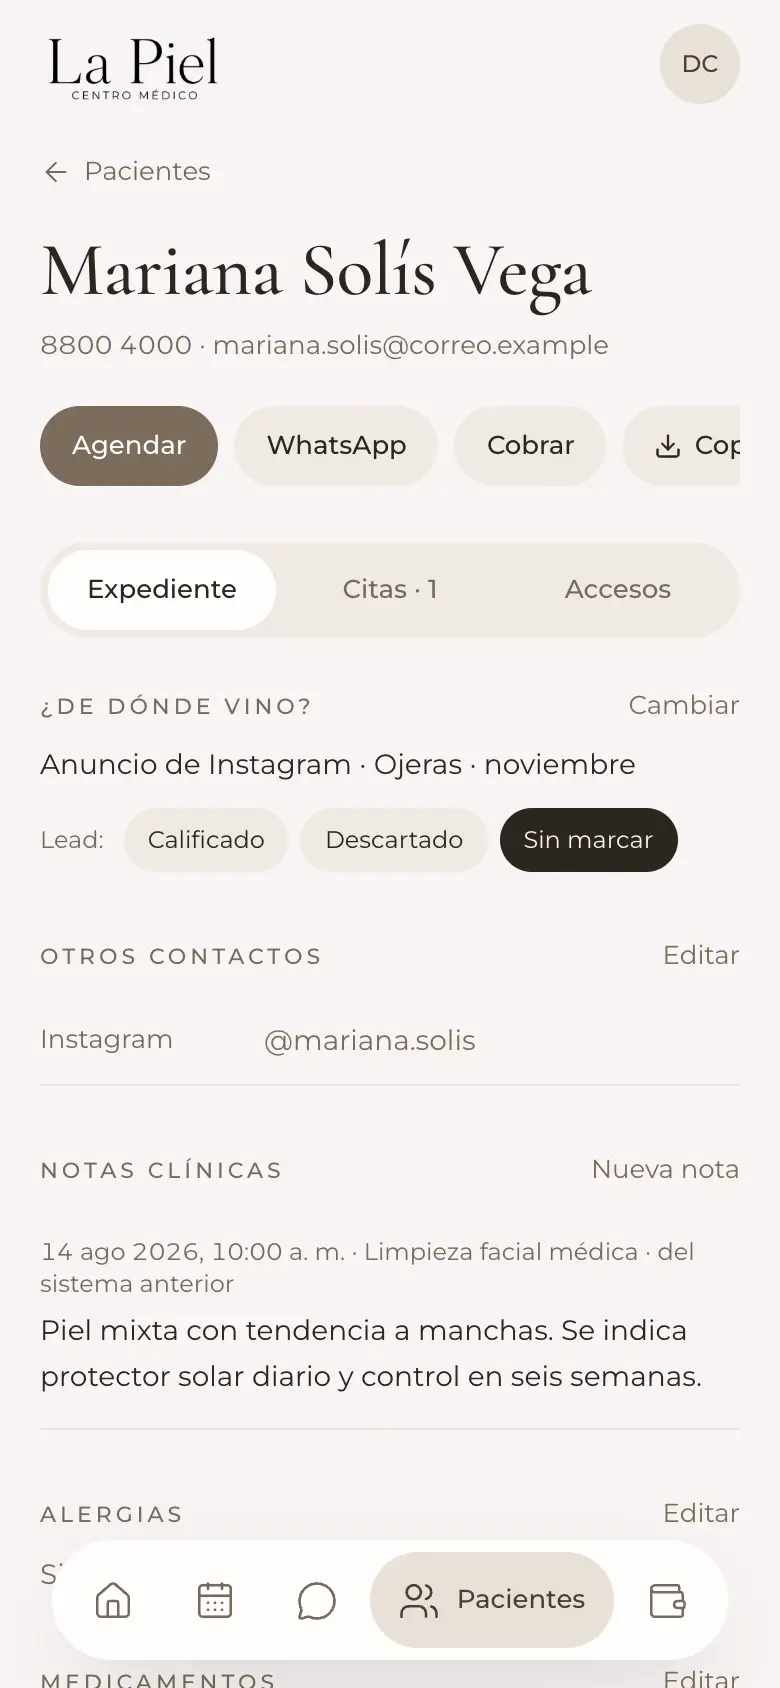 La Piel
CENTRO MÉDICO
DC
Pacientes
Mariana Solís Vega
8800 4000 · mariana.solis@correo.example
Agendar
WhatsApp
Cobrar
Expediente
Citas · 1
Accesos
¿DE DÓNDE VINO?
Cambiar
Anuncio de Instagram · Ojeras · noviembre
Lead:
Calificado
Descartado
Sin marcar
OTROS CONTACTOS
Editar
Instagram
@mariana.solis
NOTAS CLÍNICAS
Nueva nota
14 ago 2026, 10:00 a. m. · Limpieza facial médica · del
sistema anterior
Piel mixta con tendencia a manchas. Se indica
protector solar diario y control en seis semanas.
ALERGIAS
Editar
Pacientes
MEDICAMENTOS
Editar